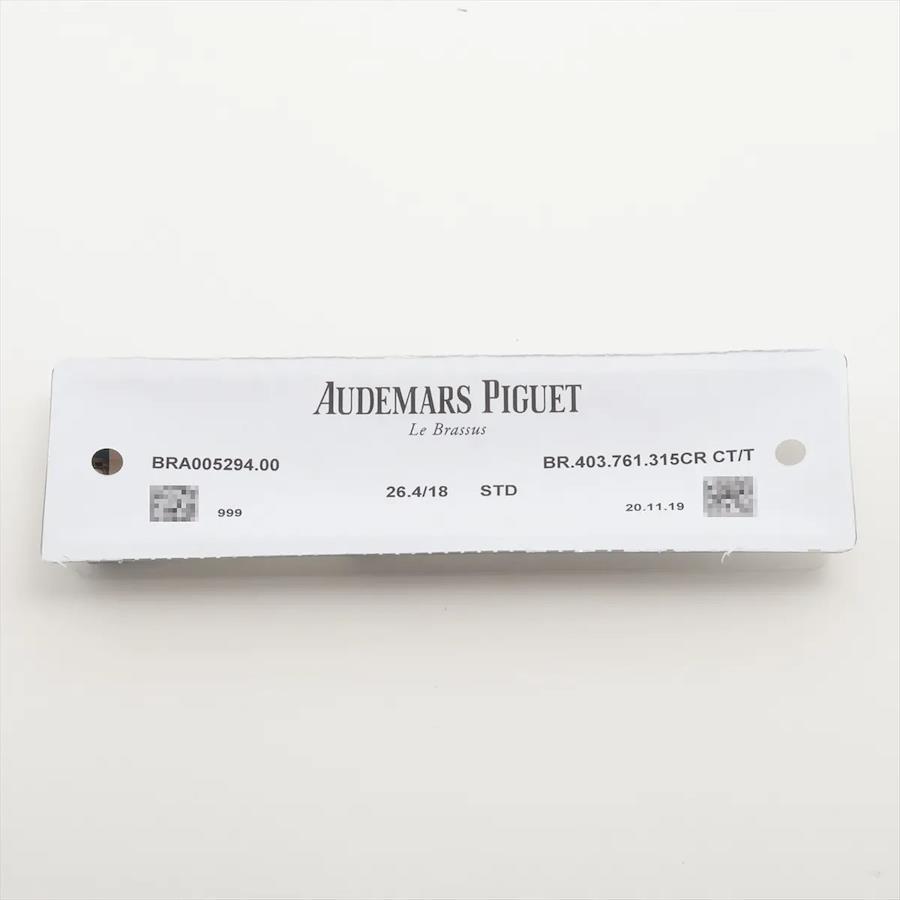 AUDEMARS PIGUET
Le Brassus
BRA005294.00
BR.403.761.315CR CT/T
26.4/18 STD
999
20.11.19